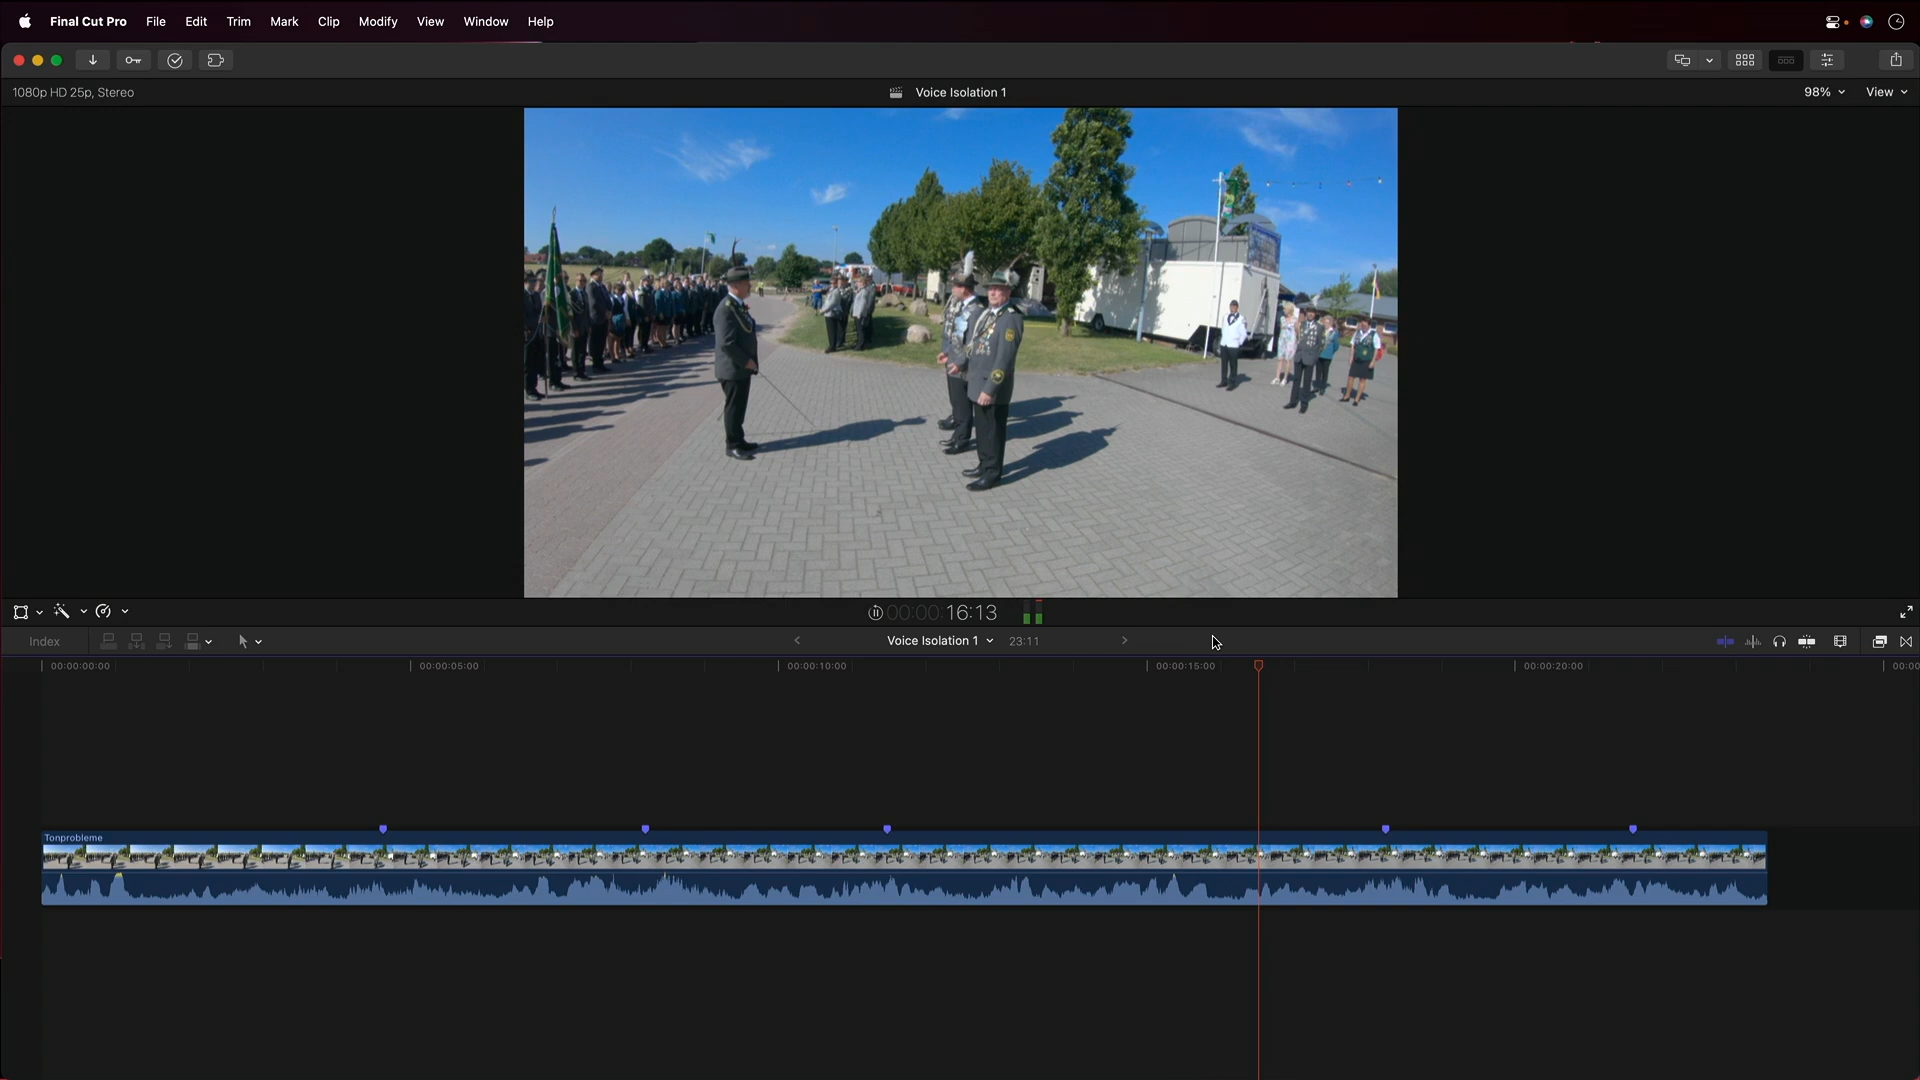 Final Cut Pro File Edit Trim Mark Clip Modify View Window Help
1080p HD 25p, Stereo
Voice Isolation 1
98%
View
00:00:16:13
Index
Voice Isolation 1
23:11
00:00:00:00
00:00:05:00
00:00:10:00
00:00:15:00
00:00:20:00
00:00
Tonprobleme